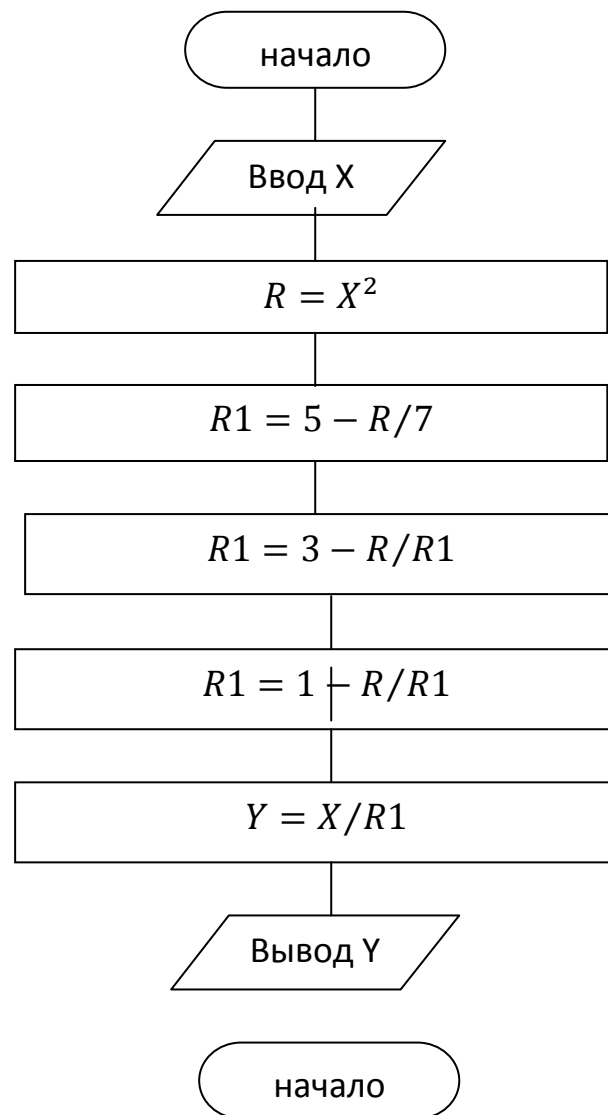 начало
Ввод X
R = X²
R1 = 5 − R/7
R1 = 3 − R/R1
R1 = 1 − R/R1
Y = X/R1
Вывод Y
начало